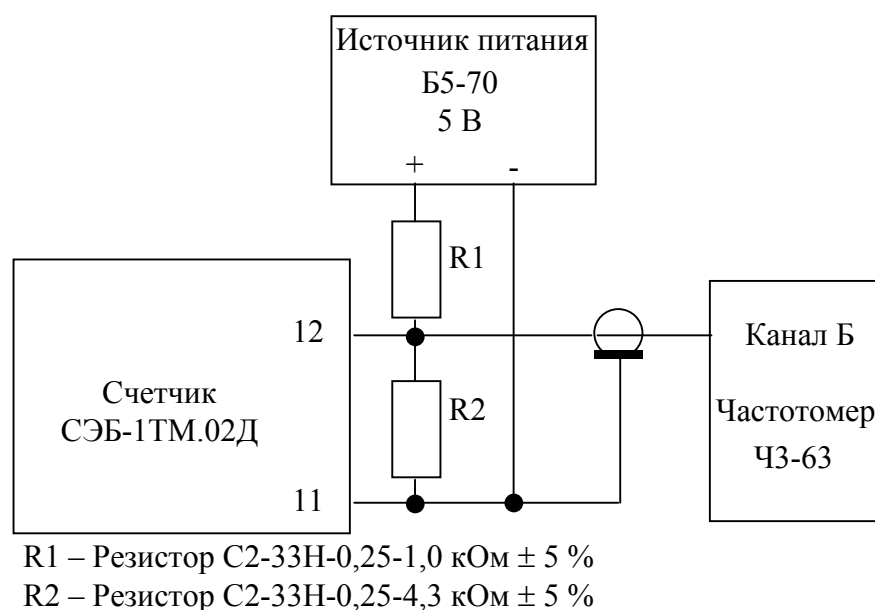 Источник питания
Б5-70
5 В
+ -
R1
12
Канал Б
Счетчик
СЭБ-1ТМ.02Д
R2
Частотомер
Ч3-63
11
R1 – Резистор С2-33Н-0,25-1,0 кОм ± 5 %
R2 – Резистор С2-33Н-0,25-4,3 кОм ± 5 %